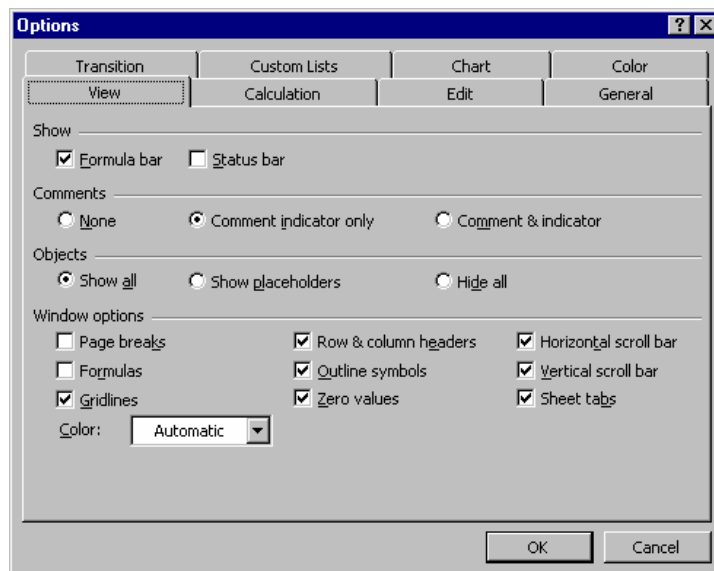 Options
Transition Custom Lists Chart Color
View Calculation Edit General
Show
Formula bar Status bar
Comments
None Comment indicator only Comment & indicator
Objects
Show all Show placeholders Hide all
Window options
Page breaks Row & column headers Horizontal scroll bar
Formulas Outline symbols Vertical scroll bar
Gridlines Zero values Sheet tabs
Color: Automatic
OK Cancel